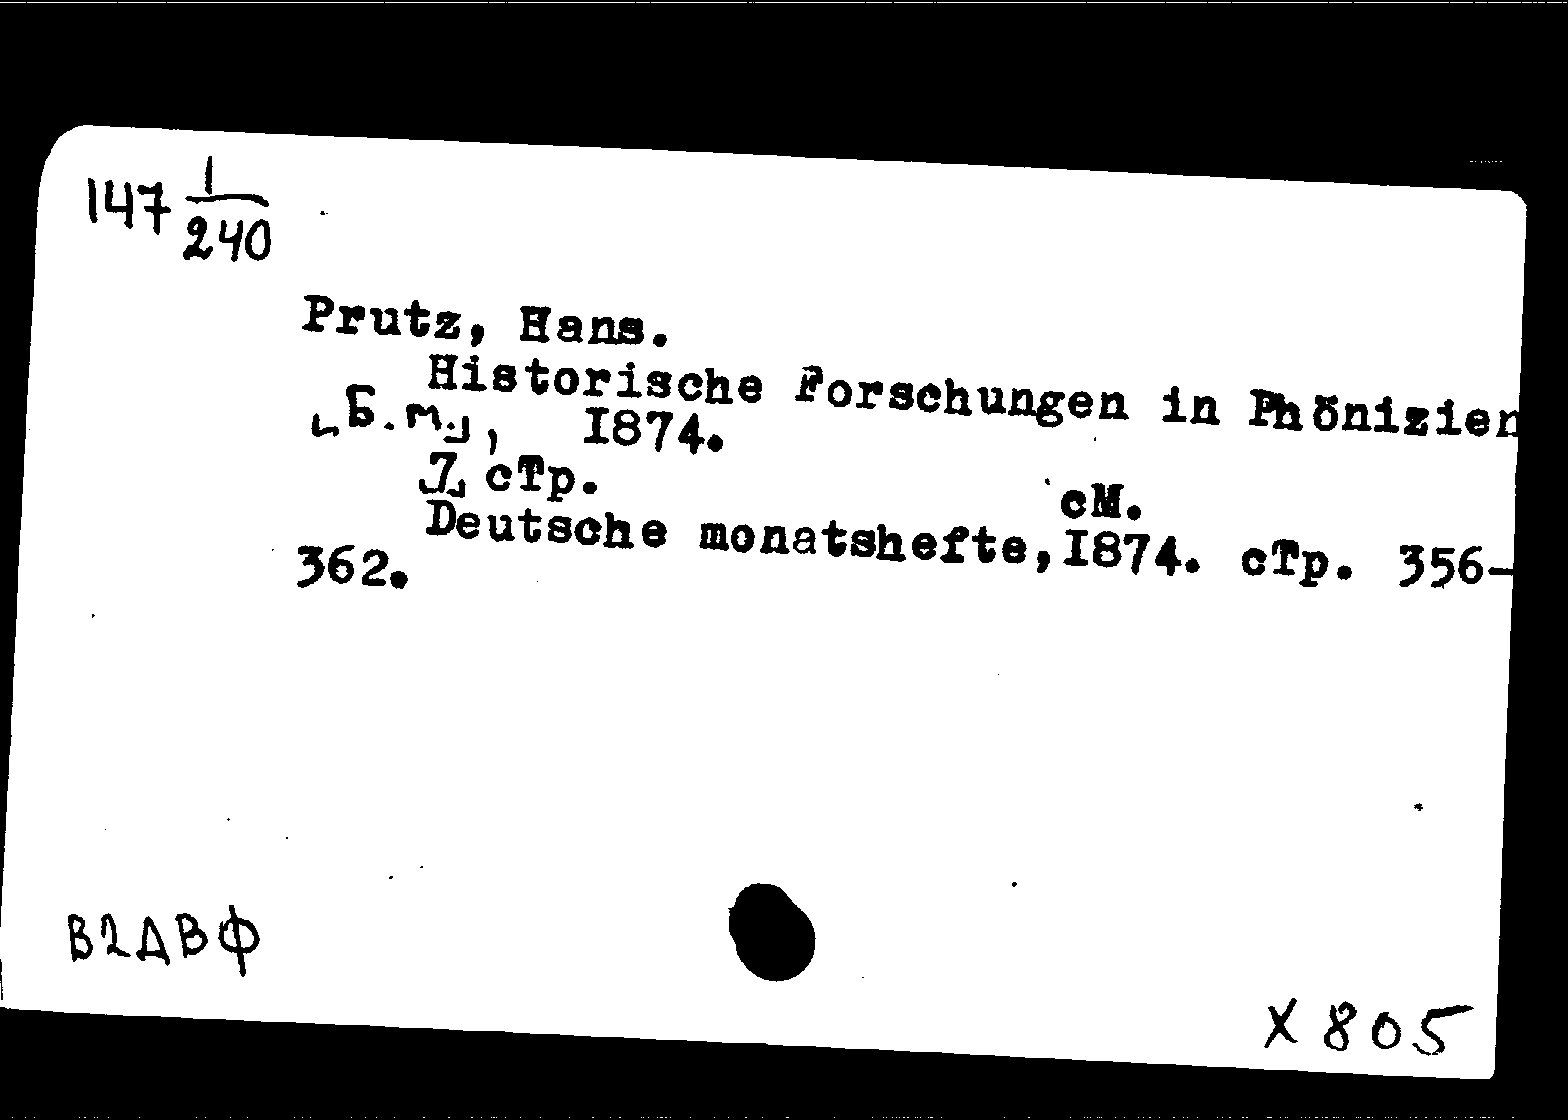 147 1/240
Prutz, Hans.
Historische Forschungen in Phönizien
[Б.м.], 1874.
7 стр. см.
Deutsche monatshefte, 1874. стр. 356-
362.
В2ДВФ
X 805